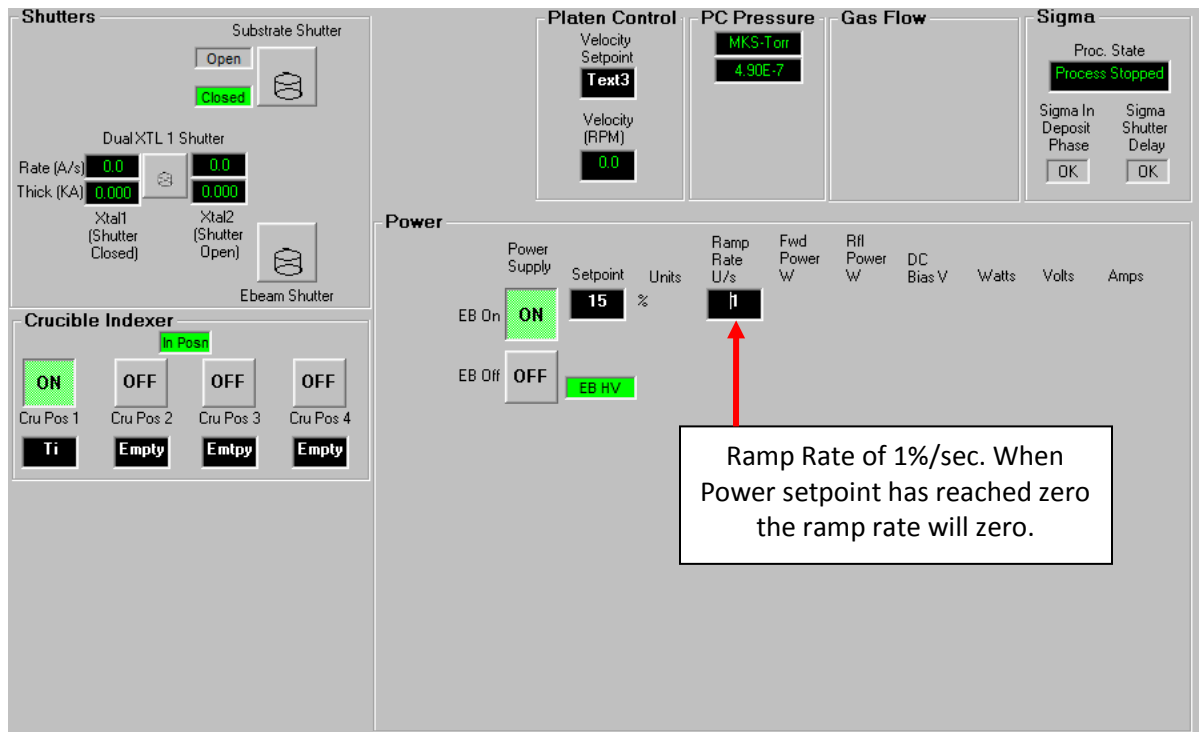 Shutters
Substrate Shutter
Open
Closed
Dual XTL 1 Shutter
Rate (A/s) 0.0 0.0
Thick (KA) 0.000 0.000
Xtal1 (Shutter Closed)
Xtal2 (Shutter Open)
Ebeam Shutter
Crucible Indexer
In Posn
ON OFF OFF OFF
Cru Pos 1 Cru Pos 2 Cru Pos 3 Cru Pos 4
Ti Empty Emtpy Empty
Platen Control
Velocity
Setpoint
Text3
Velocity
(RPM)
0.0
PC Pressure
MKS-Torr
4.90E-7
Gas Flow
Sigma
Proc. State
Process Stopped
Sigma In Deposit Phase
OK
Sigma Shutter Delay
OK
Power
Power Supply Setpoint Units Ramp Rate U/s Fwd Power W Rfl Power W DC Bias V Watts Volts Amps
EB On ON 15 % 1
EB Off OFF EB HV
Ramp Rate of 1%/sec. When
Power setpoint has reached zero
the ramp rate will zero.